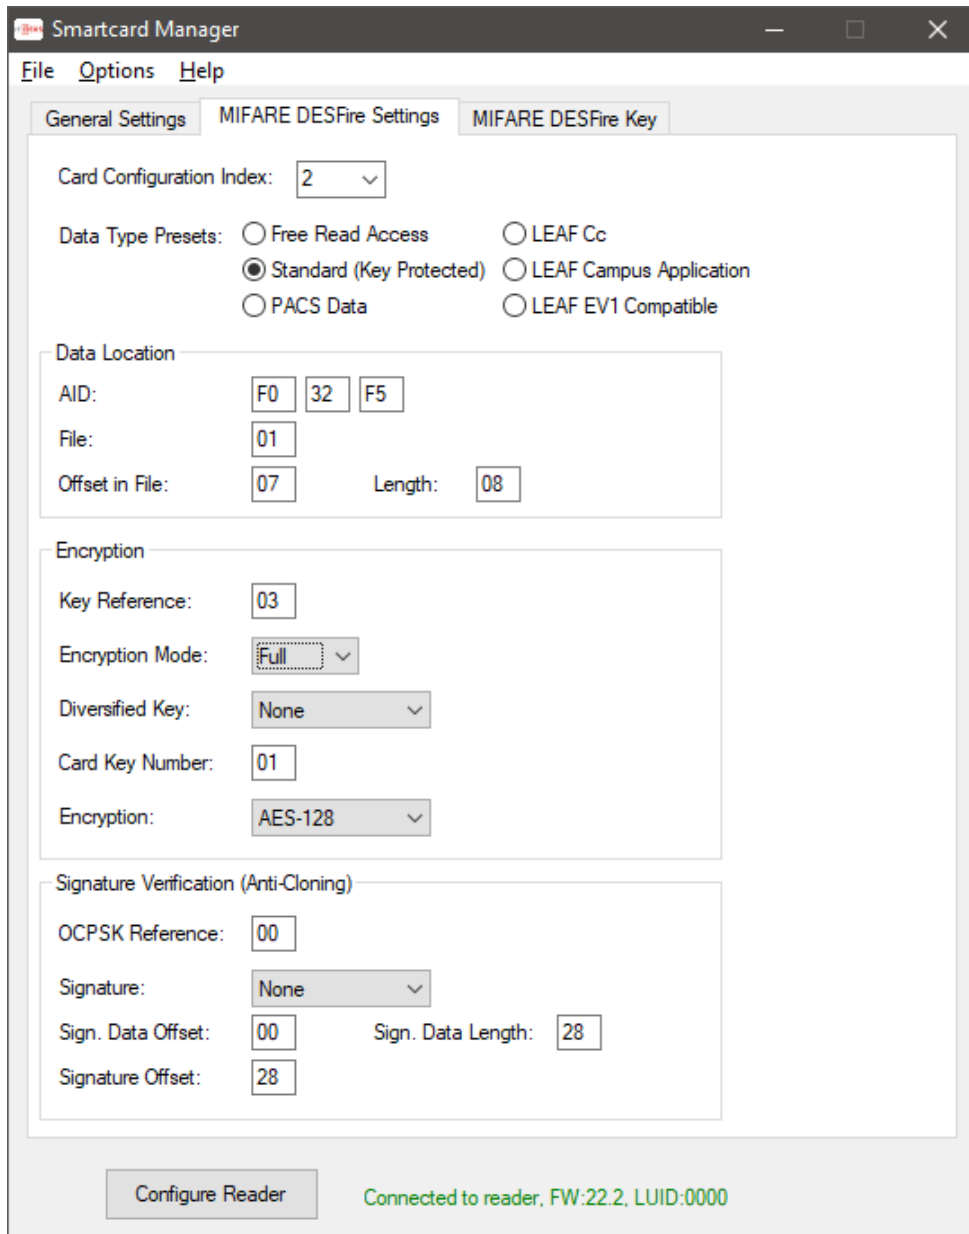 Smartcard Manager
File Options Help
General Settings MIFARE DESFire Settings MIFARE DESFire Key
Card Configuration Index: 2
Data Type Presets: Free Read Access LEAF Cc
Standard (Key Protected) LEAF Campus Application
PACS Data LEAF EV1 Compatible
Data Location
AID: F0 32 F5
File: 01
Offset in File: 07 Length: 08
Encryption
Key Reference: 03
Encryption Mode: Full
Diversified Key: None
Card Key Number: 01
Encryption: AES-128
Signature Verification (Anti-Cloning)
OCPSK Reference: 00
Signature: None
Sign. Data Offset: 00 Sign. Data Length: 28
Signature Offset: 28
Configure Reader Connected to reader, FW:22.2, LUID:0000